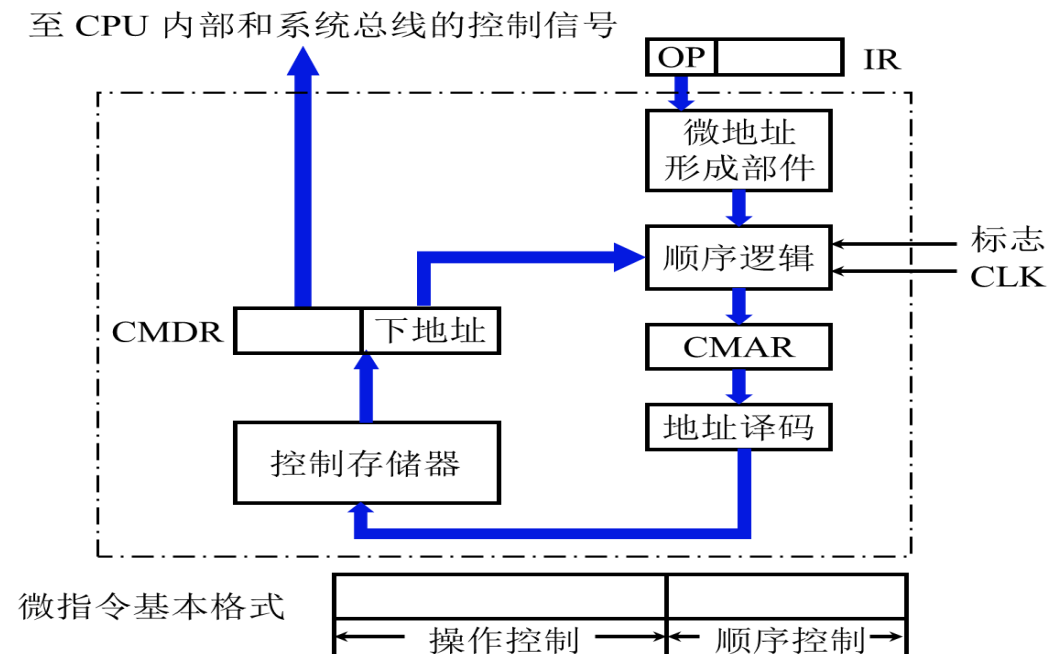 至 CPU 内部和系统总线的控制信号
OP
IR
微地址
形成部件
顺序逻辑
标志
CLK
CMDR
下地址
CMAR
地址译码
控制存储器
微指令基本格式
操作控制
顺序控制